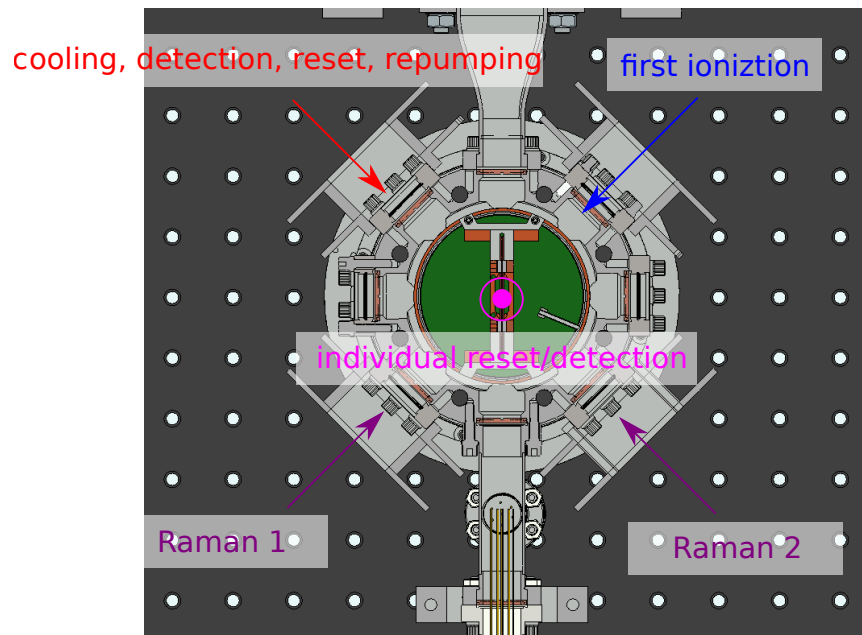 cooling, detection, reset, repumping
first ioniztion
individual reset/detection
Raman 1
Raman 2